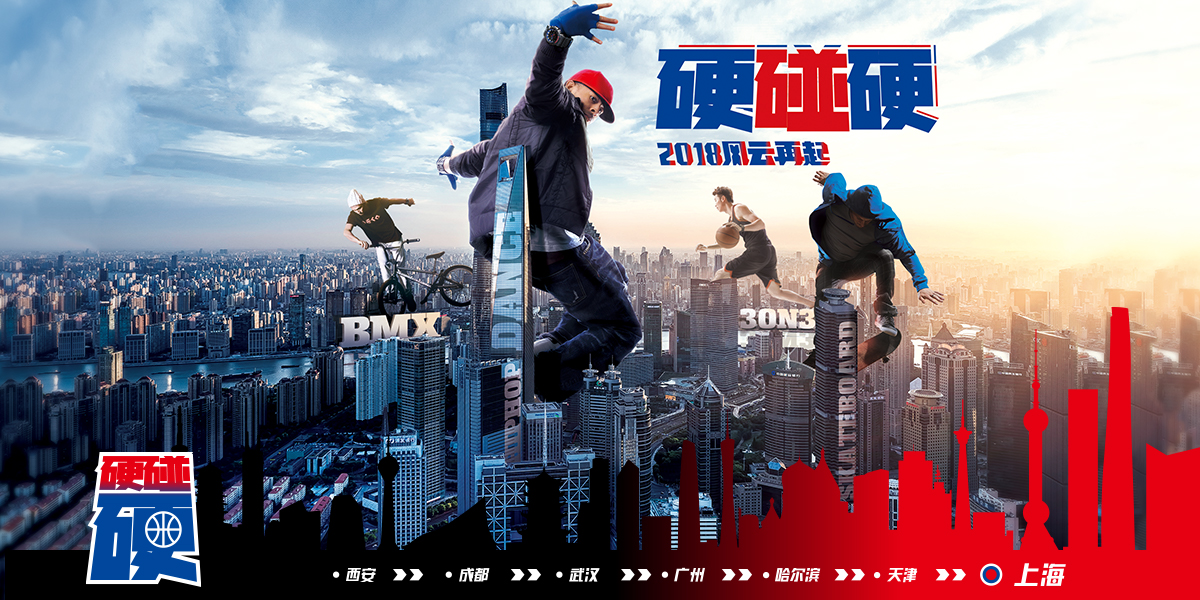 硬碰硬
2018风云再起
BMX
HIPHOP DANCE
3ON3
SKATEBOARD
硬碰
硬
西安 成都 武汉 广州 哈尔滨 天津 上海